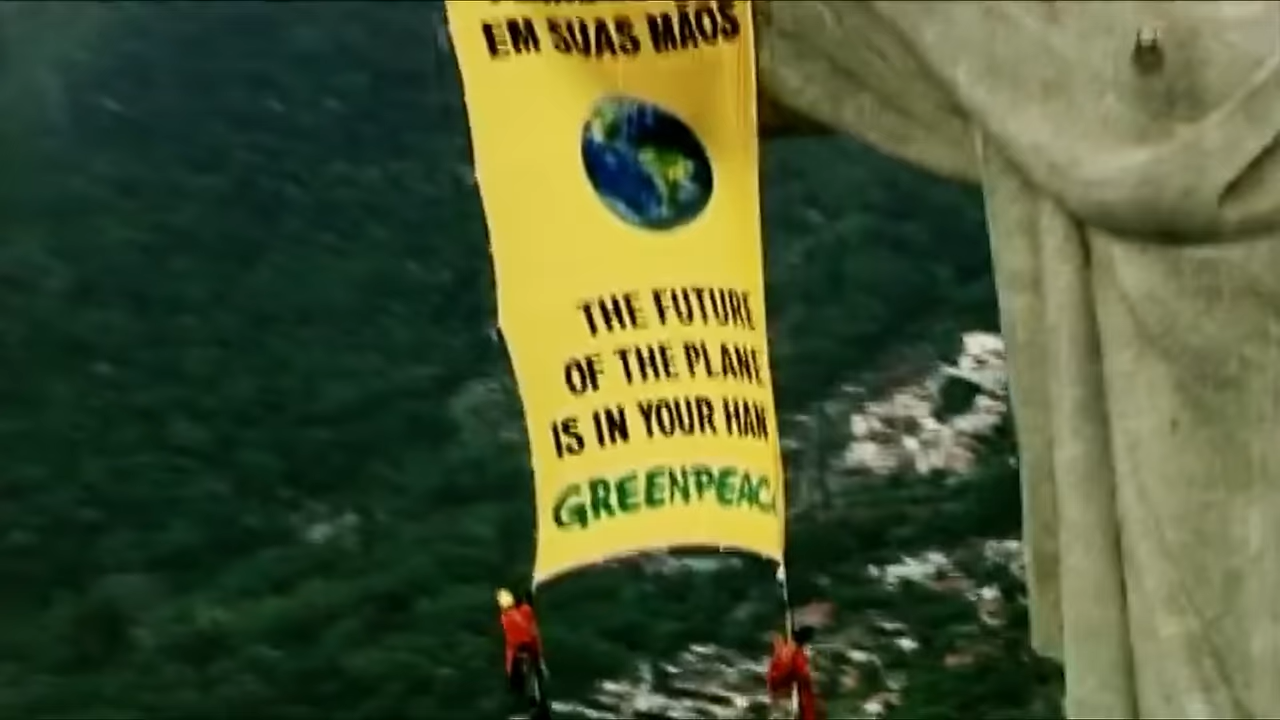 EM SUAS MÃOS
THE FUTURE
OF THE PLANE
IS IN YOUR HAN
GREENPEAC